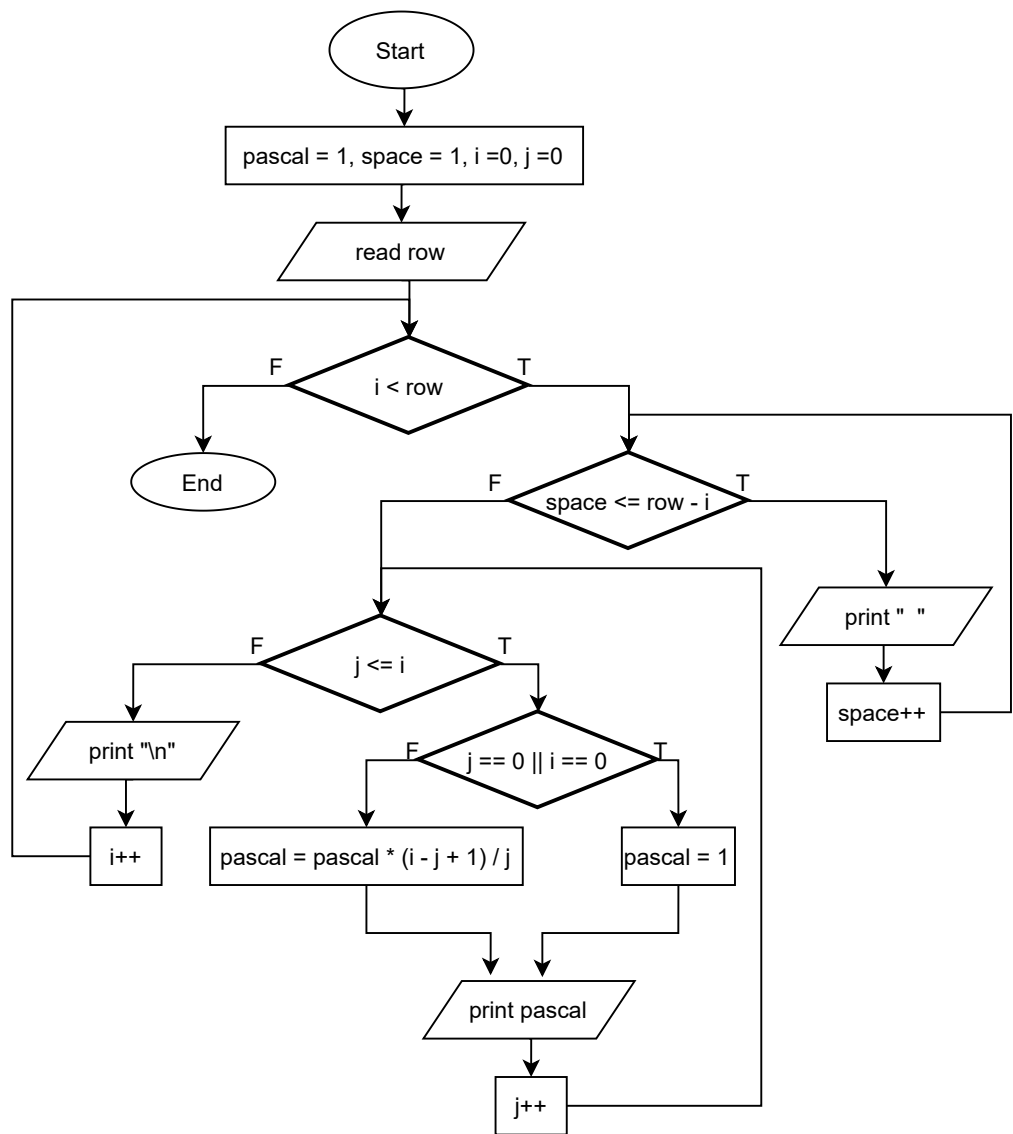 Start
pascal = 1, space = 1, i =0, j =0
read row
F
T
i < row
End
F
T
space <= row - i
print "  "
space++
F
T
j <= i
print "\n"
i++
F
T
j == 0 || i == 0
pascal = pascal * (i - j + 1) / j
pascal = 1
print pascal
j++